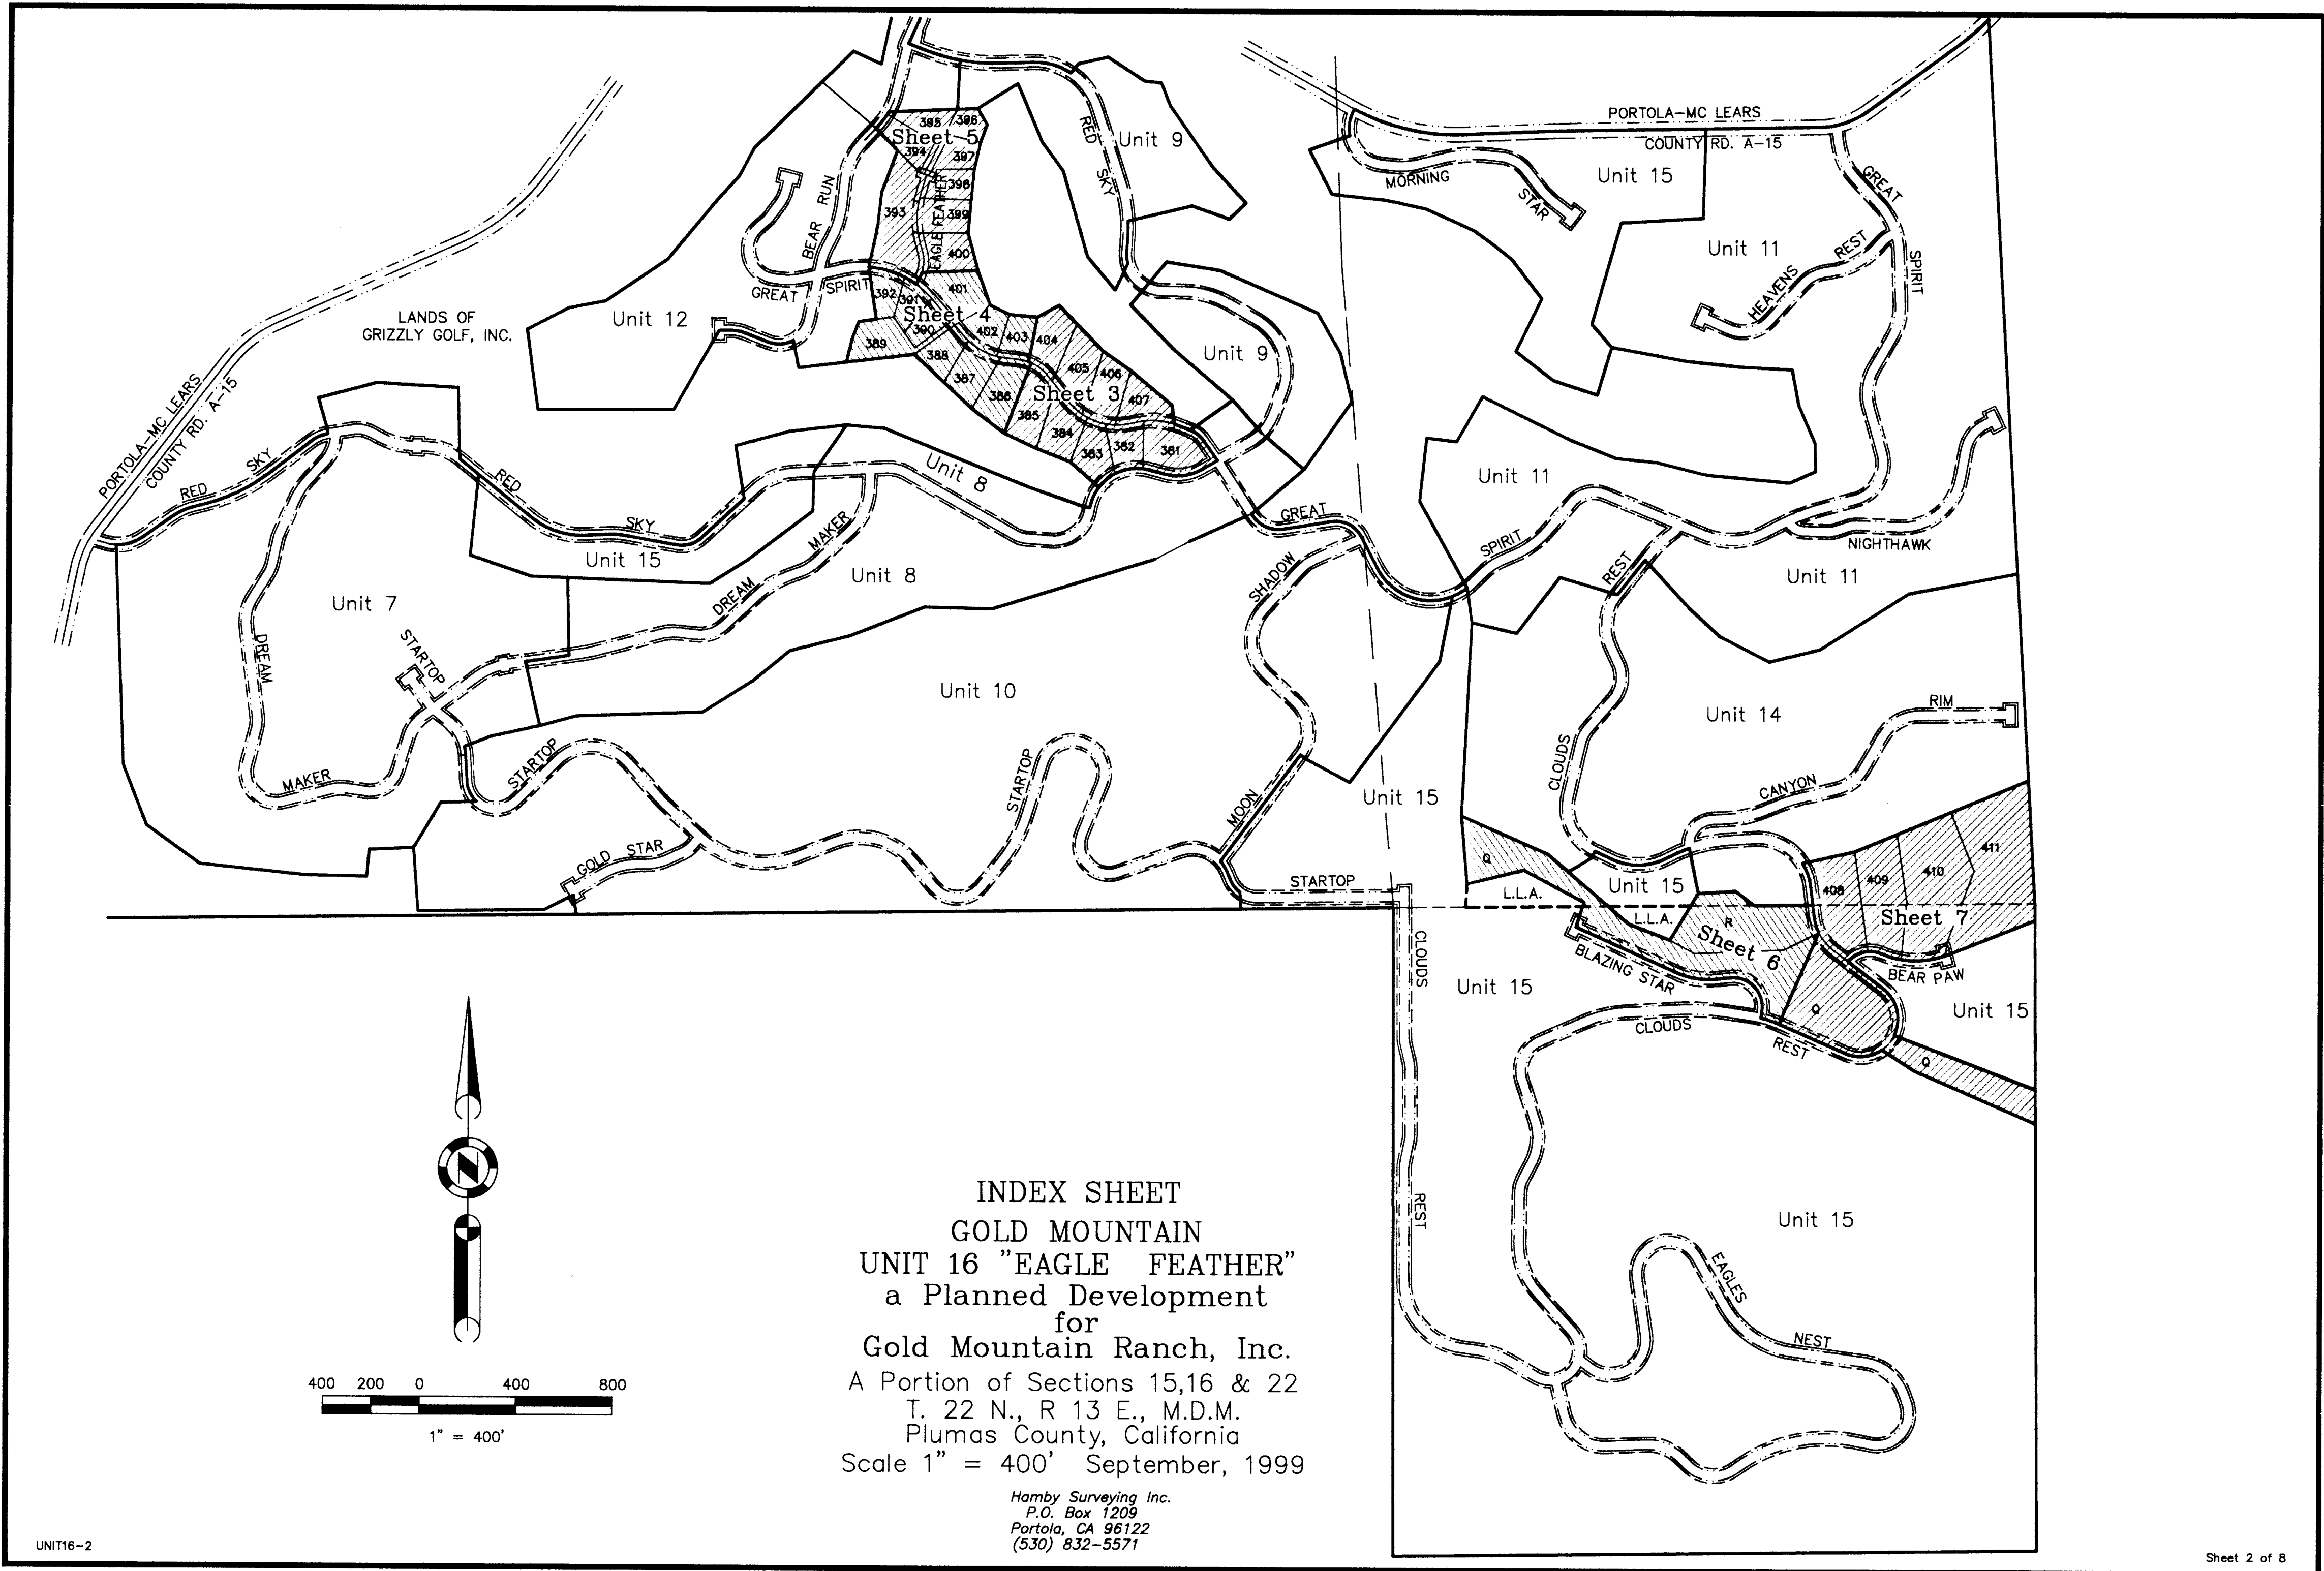 PORTOLA-MC LEARS
COUNTY RD. A-15
RED
SKY
Unit 9
MORNING
STAR
Unit 15
GREAT
SPIRIT
Unit 11
HEAVENS
REST
395
396
Sheet 5
394
397
398
393
399
EAGLE FEATHER
400
BEAR RUN
GREAT
SPIRIT
392
391
401
Sheet 4
390
402
403
404
389
388
387
386
405
406
Sheet 3
407
385
384
383
382
381
Unit 12
LANDS OF
GRIZZLY GOLF, INC.
Unit 9
PORTOLA-MC LEARS
COUNTY RD. A-15
RED
SKY
RED
SKY
Unit 15
Unit 8
MAKER
DREAM
Unit 8
GREAT
SHADOW
SPIRIT
Unit 11
REST
NIGHTHAWK
Unit 11
Unit 7
STARTOP
DREAM
MAKER
Unit 10
STARTOP
STARTOP
MOON
GOLD STAR
STARTOP
Unit 15
Unit 14
CLOUDS
CANYON
RIM
Q
L.L.A.
Unit 15
L.L.A.
R
Sheet 6
408
409
410
411
Sheet 7
BLAZING STAR
BEAR PAW
CLOUDS
Unit 15
CLOUDS
REST
Q
Unit 15
Q
REST
Unit 15
EAGLES
NEST
N
INDEX SHEET
GOLD MOUNTAIN
UNIT 16 "EAGLE FEATHER"
a Planned Development
for
Gold Mountain Ranch, Inc.
A Portion of Sections 15,16 & 22
T. 22 N., R 13 E., M.D.M.
Plumas County, California
Scale 1" = 400' September, 1999
Hamby Surveying Inc.
P.O. Box 1209
Portola, CA 96122
(530) 832-5571
400 200 0 400 800
1" = 400'
UNIT16-2
Sheet 2 of 8